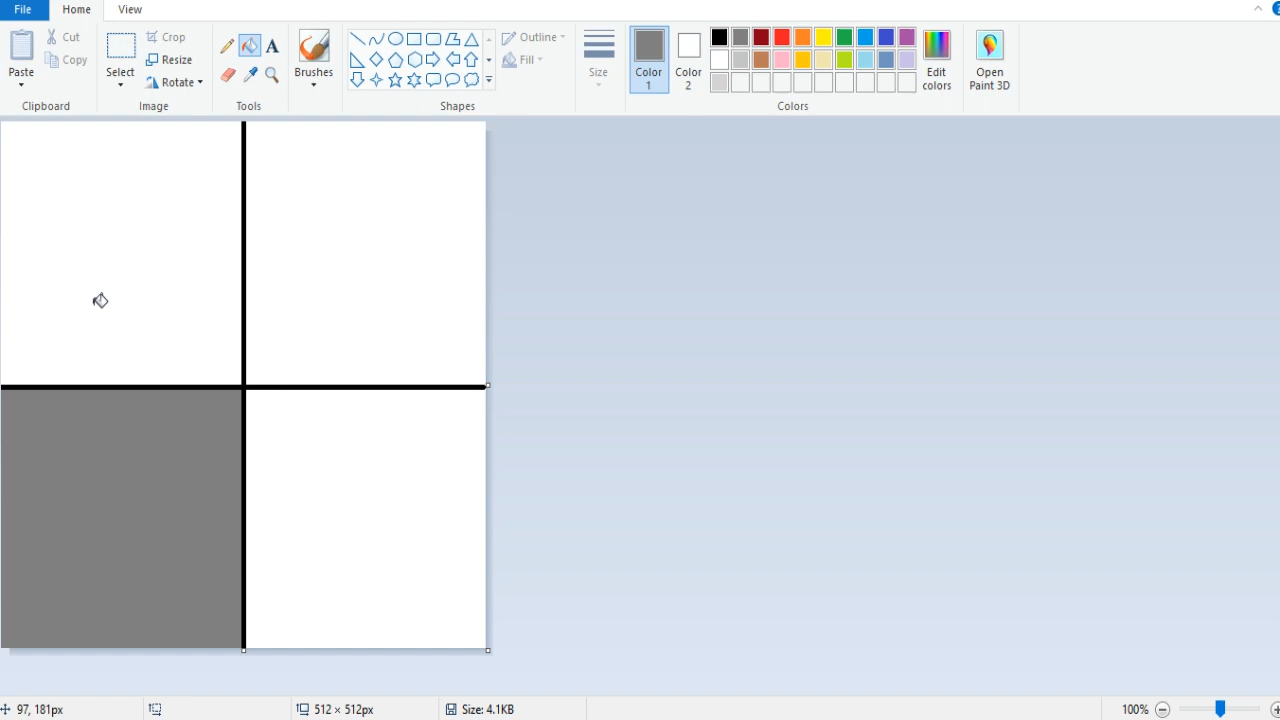 File Home View
Paste
Cut
Copy
Clipboard
Select
Crop
Resize
Rotate
Image
A
Tools
Brushes
Outline
Fill
Shapes
Size
Color 1
Color 2
Edit colors
Colors
Open Paint 3D
97, 181px
512 × 512px
Size: 4.1KB
100%